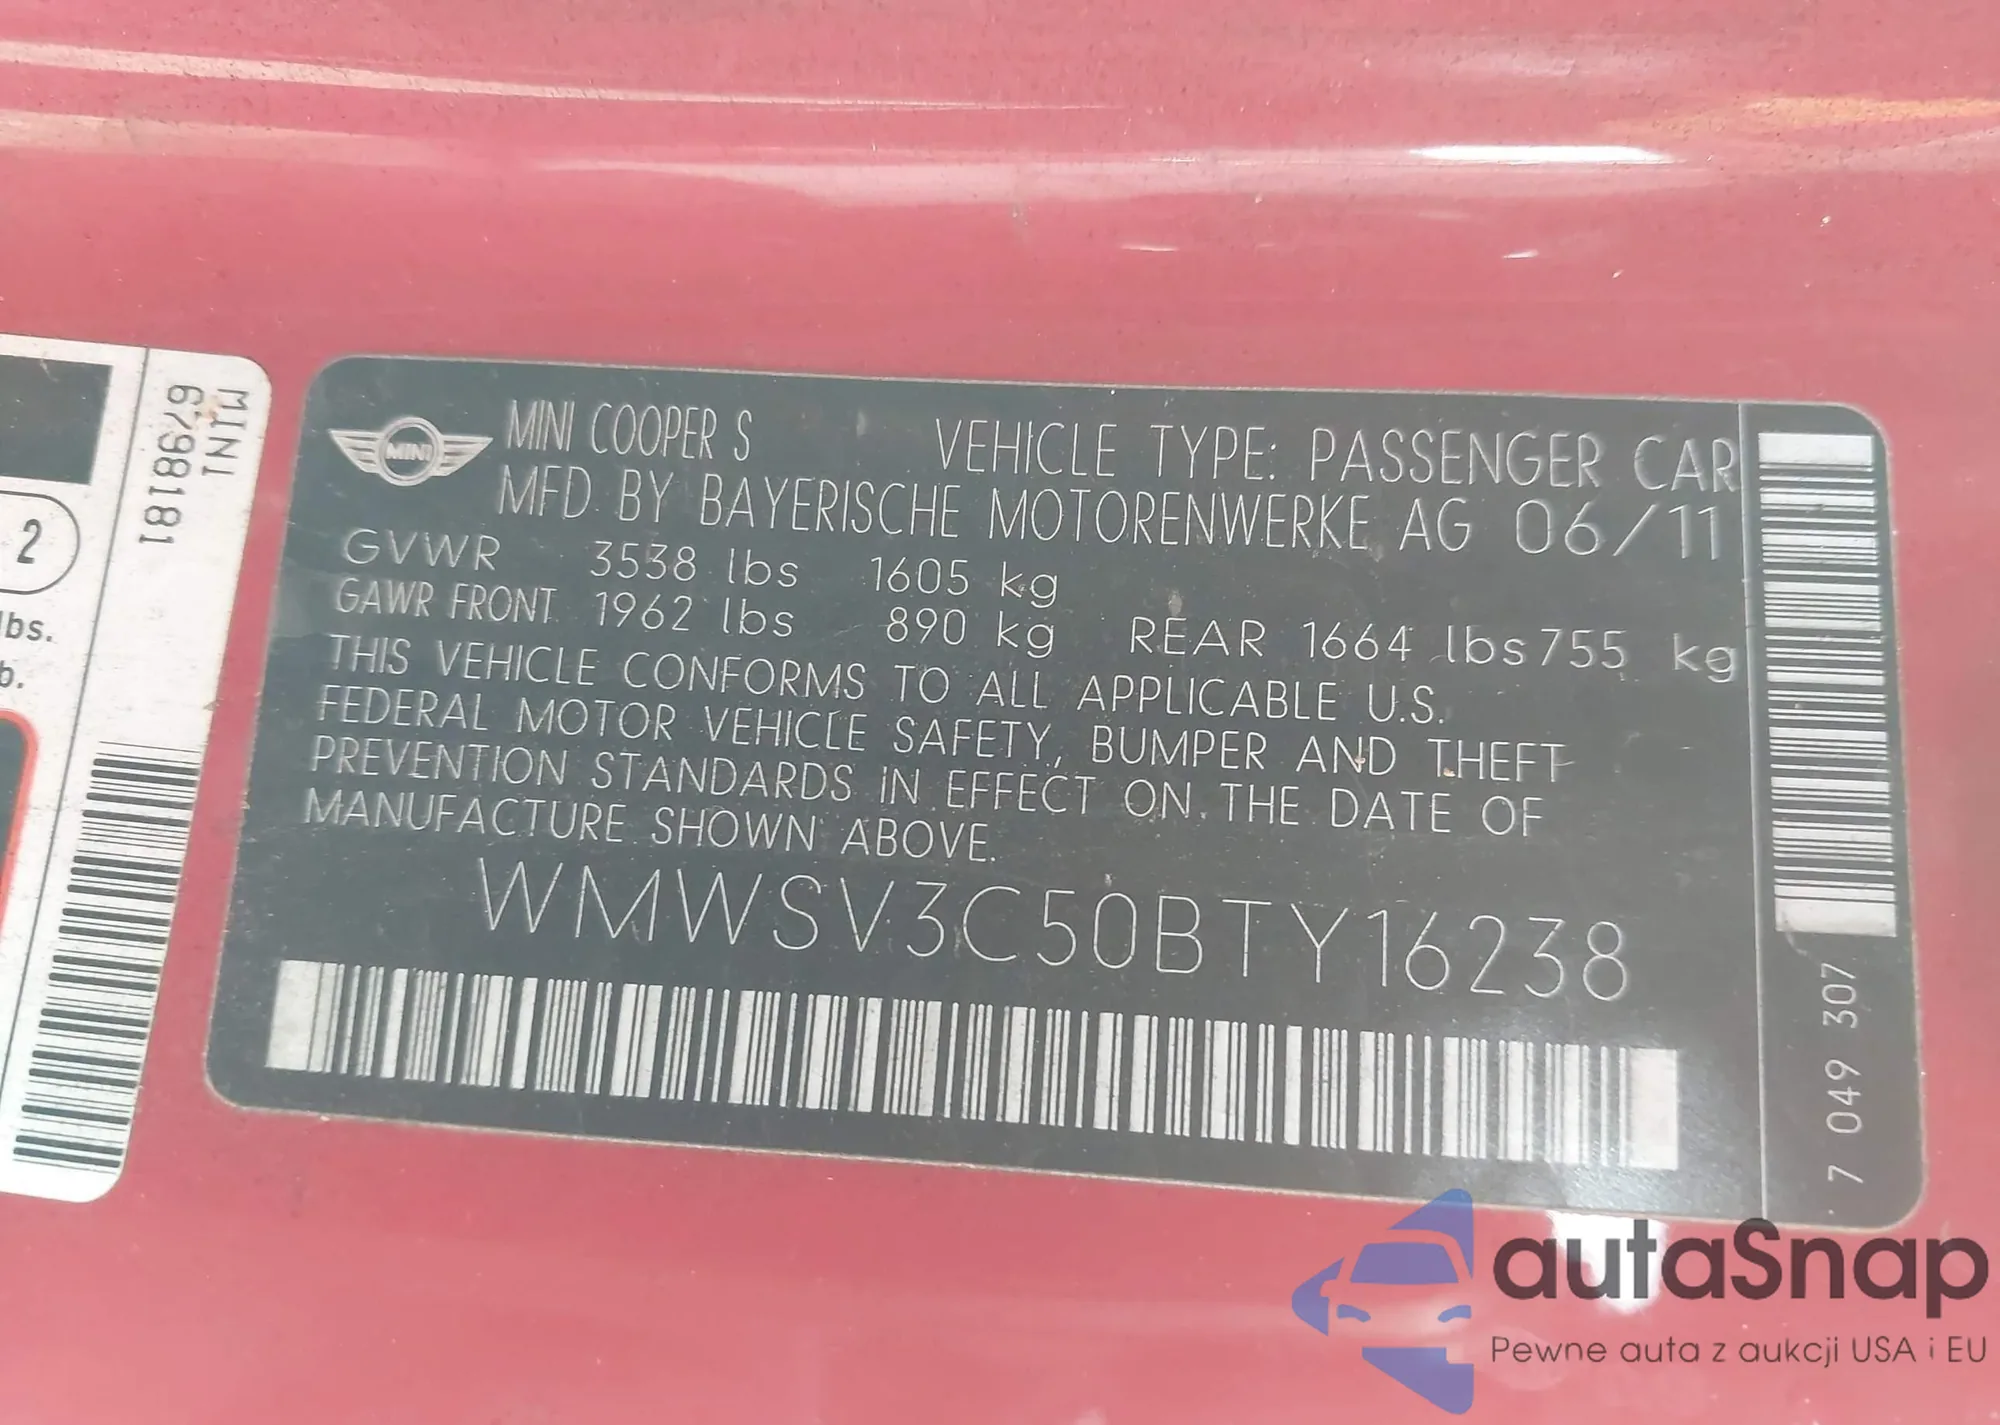 MINI
6798181
2
lbs.
b.
MINI
MINI COOPER S VEHICLE TYPE: PASSENGER CAR
MFD BY BAYERISCHE MOTORENWERKE AG 06/11
GVWR 3538 lbs 1605 kg
GAWR FRONT 1962 lbs 890 kg REAR 1664 lbs 755 kg
THIS VEHICLE CONFORMS TO ALL APPLICABLE U.S.
FEDERAL MOTOR VEHICLE SAFETY, BUMPER AND THEFT
PREVENTION STANDARDS IN EFFECT ON THE DATE OF
MANUFACTURE SHOWN ABOVE.
WMWSV3C50BTY16238
7 049 307
autaSnap
Pewne auta z aukcji USA i EU